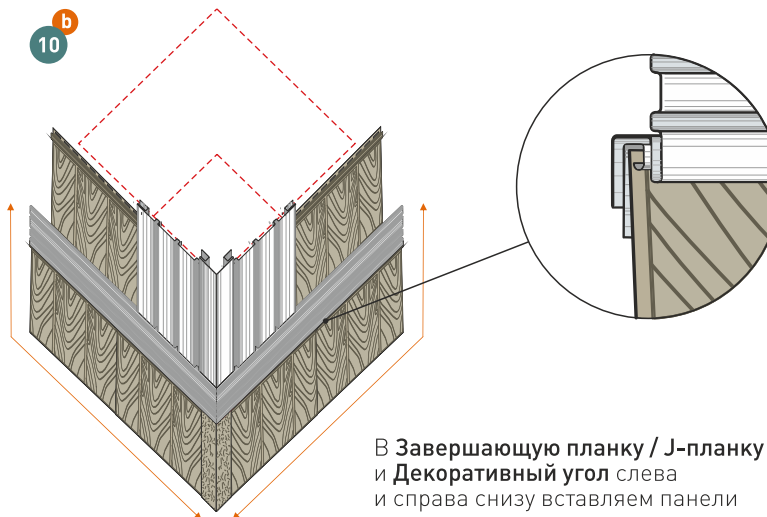 b
10
В Завершающую планку / J-планку
и Декоративный угол слева
и справа снизу вставляем панели